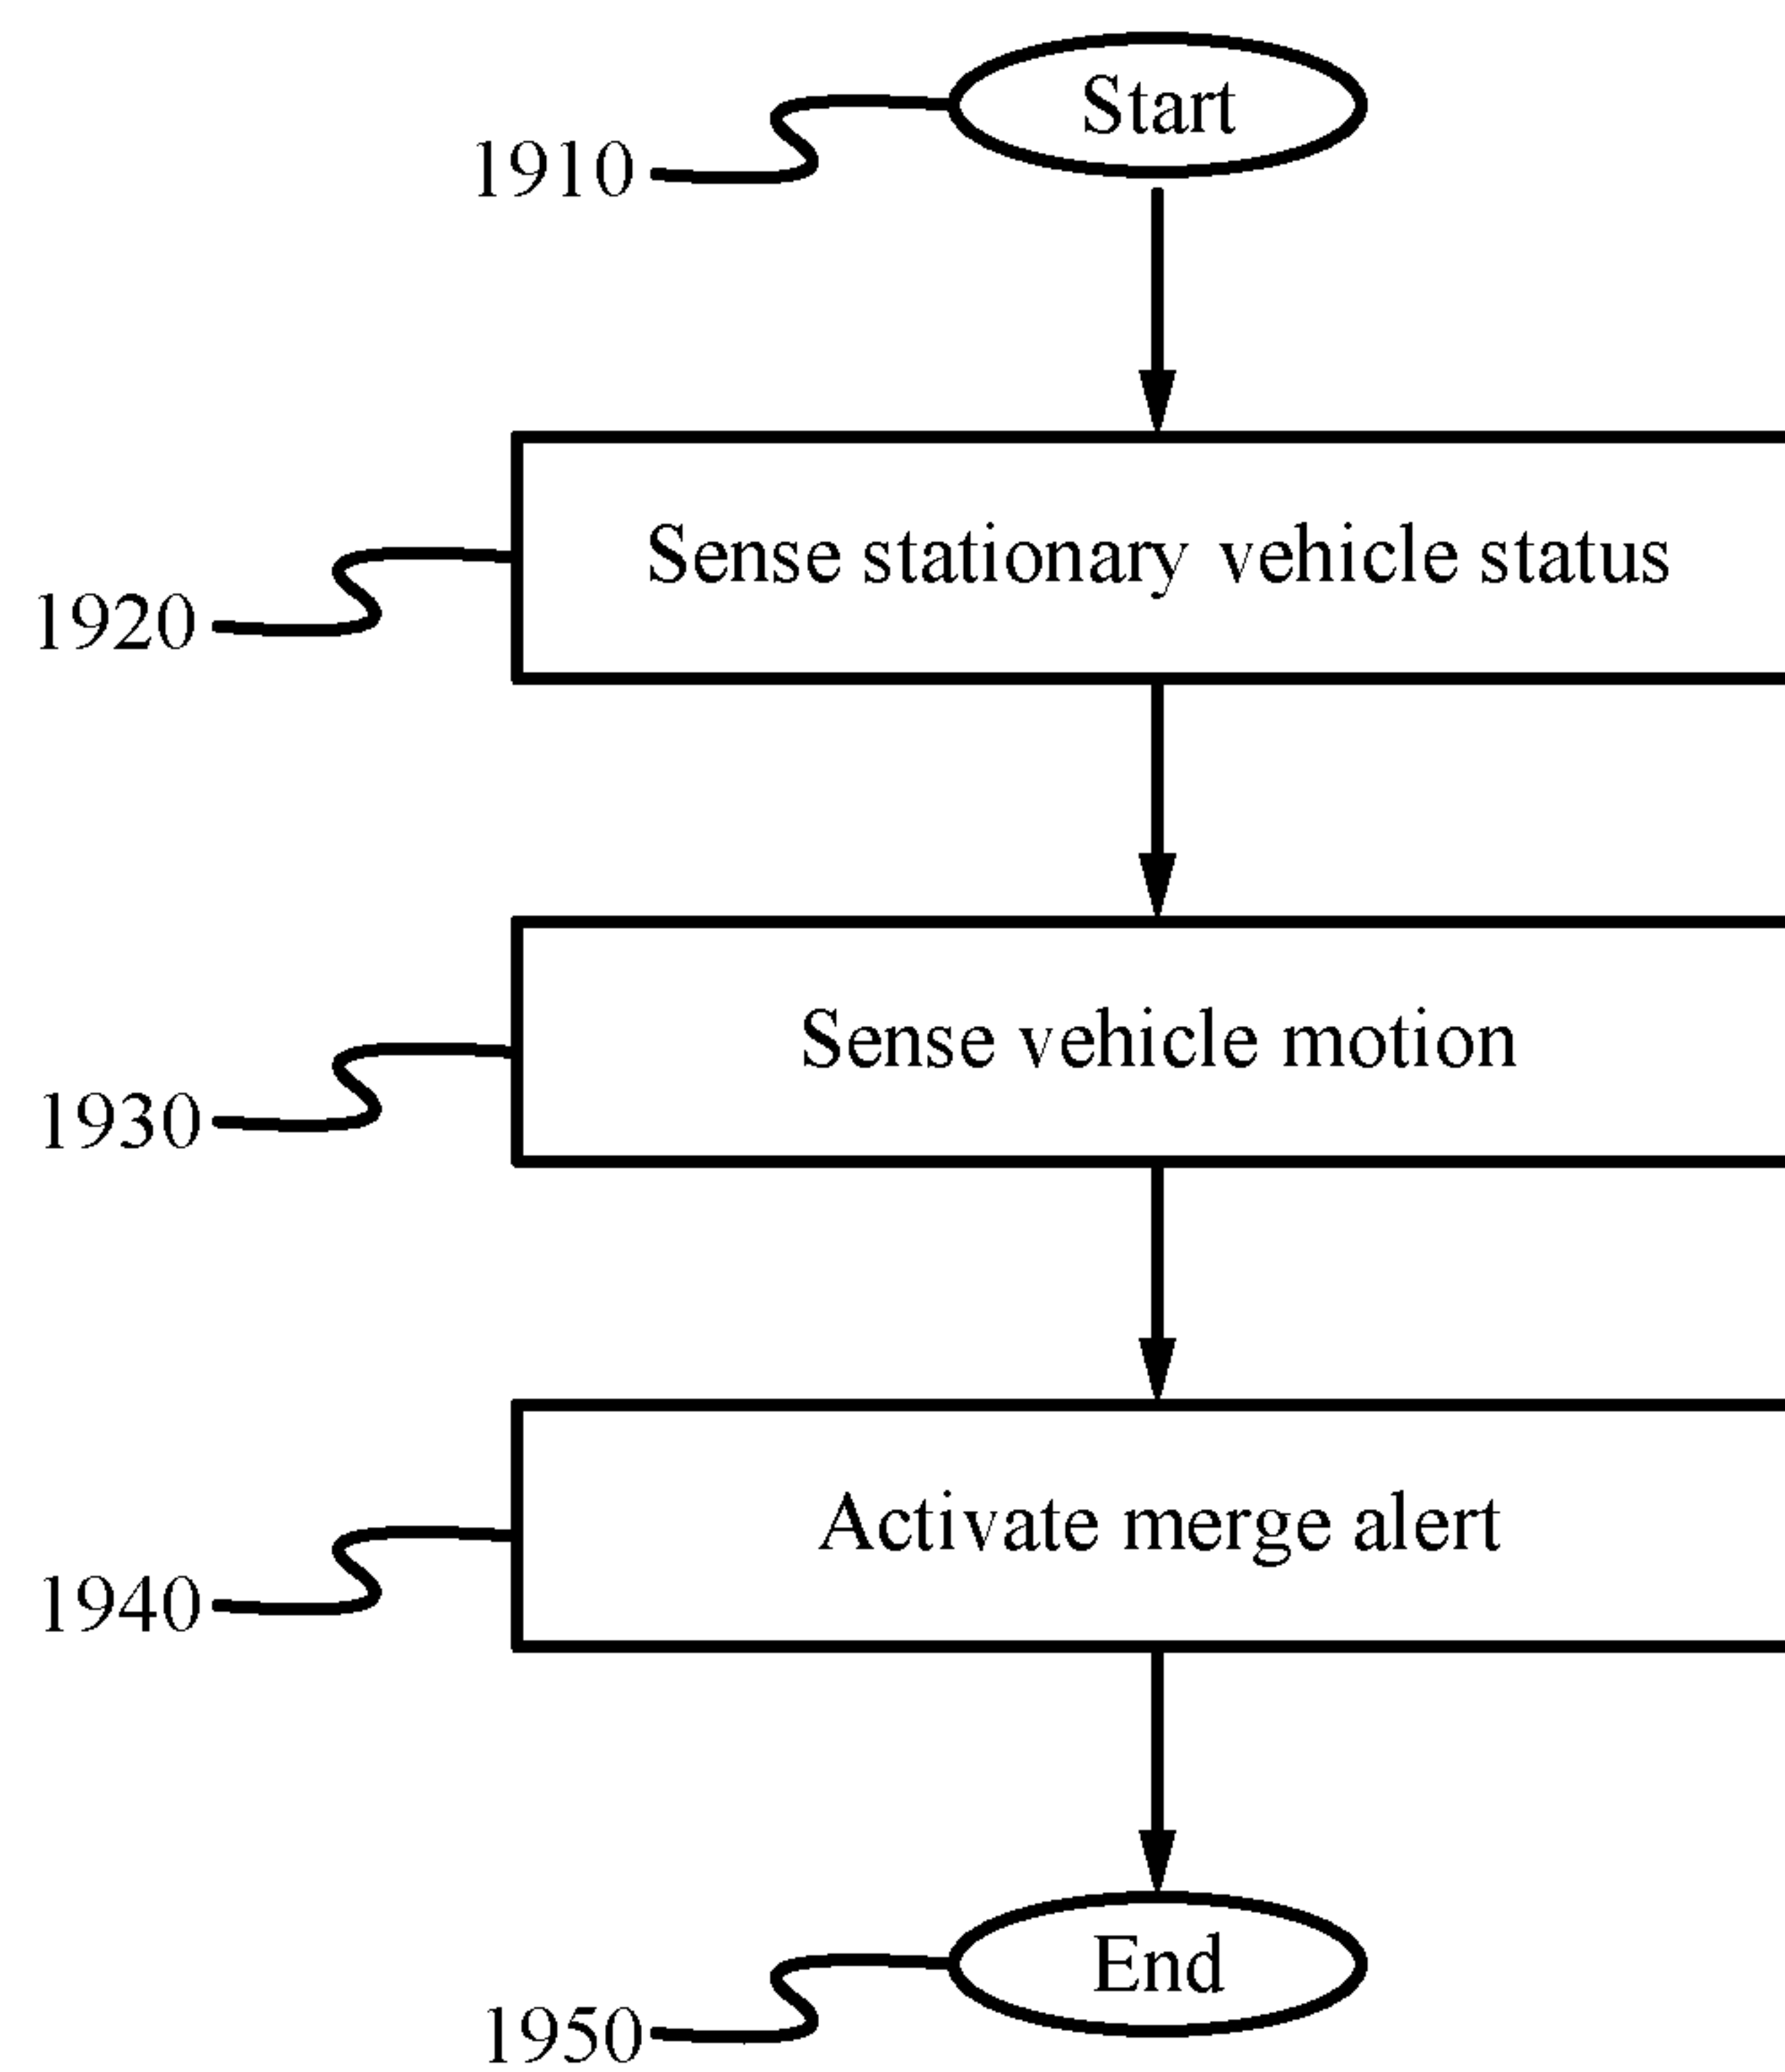 Start
1910
Sense stationary vehicle status
1920
Sense vehicle motion
1930
Activate merge alert
1940
End
1950